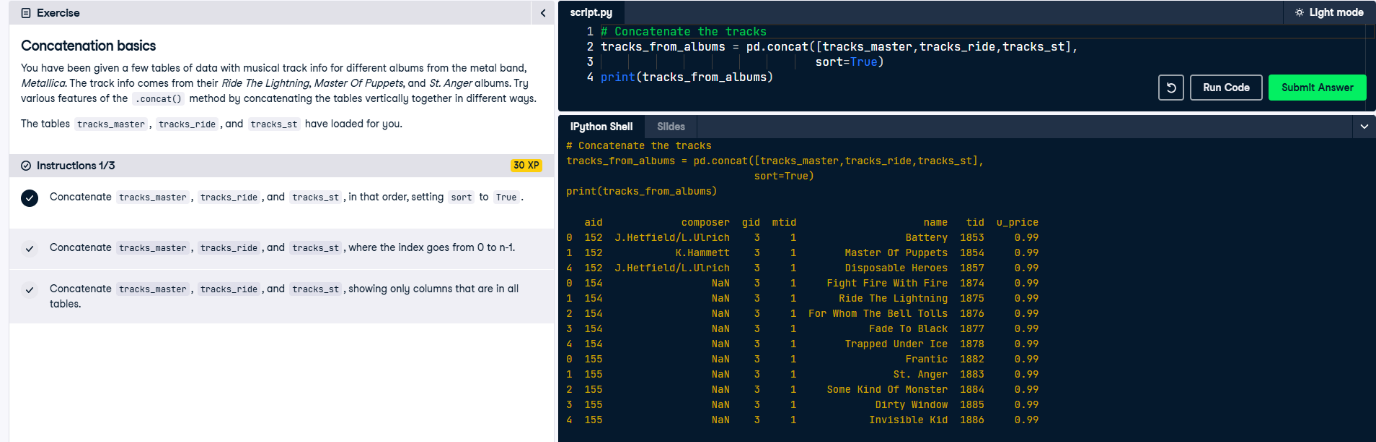 Exercise
Concatenation basics
You have been given a few tables of data with musical track info for different albums from the metal band,
Metallica. The track info comes from their Ride The Lightning, Master Of Puppets, and St. Anger albums. Try
various features of the .concat() method by concatenating the tables vertically together in different ways.
The tables tracks_master , tracks_ride , and tracks_st have loaded for you.
Instructions 1/3
30 XP
Concatenate tracks_master , tracks_ride , and tracks_st , in that order, setting sort to True .
Concatenate tracks_master , tracks_ride , and tracks_st , where the index goes from 0 to n-1.
Concatenate tracks_master , tracks_ride , and tracks_st , showing only columns that are in all
tables.
script.py
Light mode
1 # Concatenate the tracks
2 tracks_from_albums = pd.concat([tracks_master,tracks_ride,tracks_st],
3 sort=True)
4 print(tracks_from_albums)
Run Code
Submit Answer
IPython Shell
Slides
# Concatenate the tracks
tracks_from_albums = pd.concat([tracks_master,tracks_ride,tracks_st],
sort=True)
print(tracks_from_albums)
aid composer gid mtid name tid u_price
0 152 J.Hetfield/L.Ulrich 3 1 Battery 1853 0.99
1 152 K.Hammett 3 1 Master Of Puppets 1854 0.99
4 152 J.Hetfield/L.Ulrich 3 1 Disposable Heroes 1857 0.99
0 154 NaN 3 1 Fight Fire With Fire 1874 0.99
1 154 NaN 3 1 Ride The Lightning 1875 0.99
2 154 NaN 3 1 For Whom The Bell Tolls 1876 0.99
3 154 NaN 3 1 Fade To Black 1877 0.99
4 154 NaN 3 1 Trapped Under Ice 1878 0.99
0 155 NaN 3 1 Frantic 1882 0.99
1 155 NaN 3 1 St. Anger 1883 0.99
2 155 NaN 3 1 Some Kind Of Monster 1884 0.99
3 155 NaN 3 1 Dirty Window 1885 0.99
4 155 NaN 3 1 Invisible Kid 1886 0.99